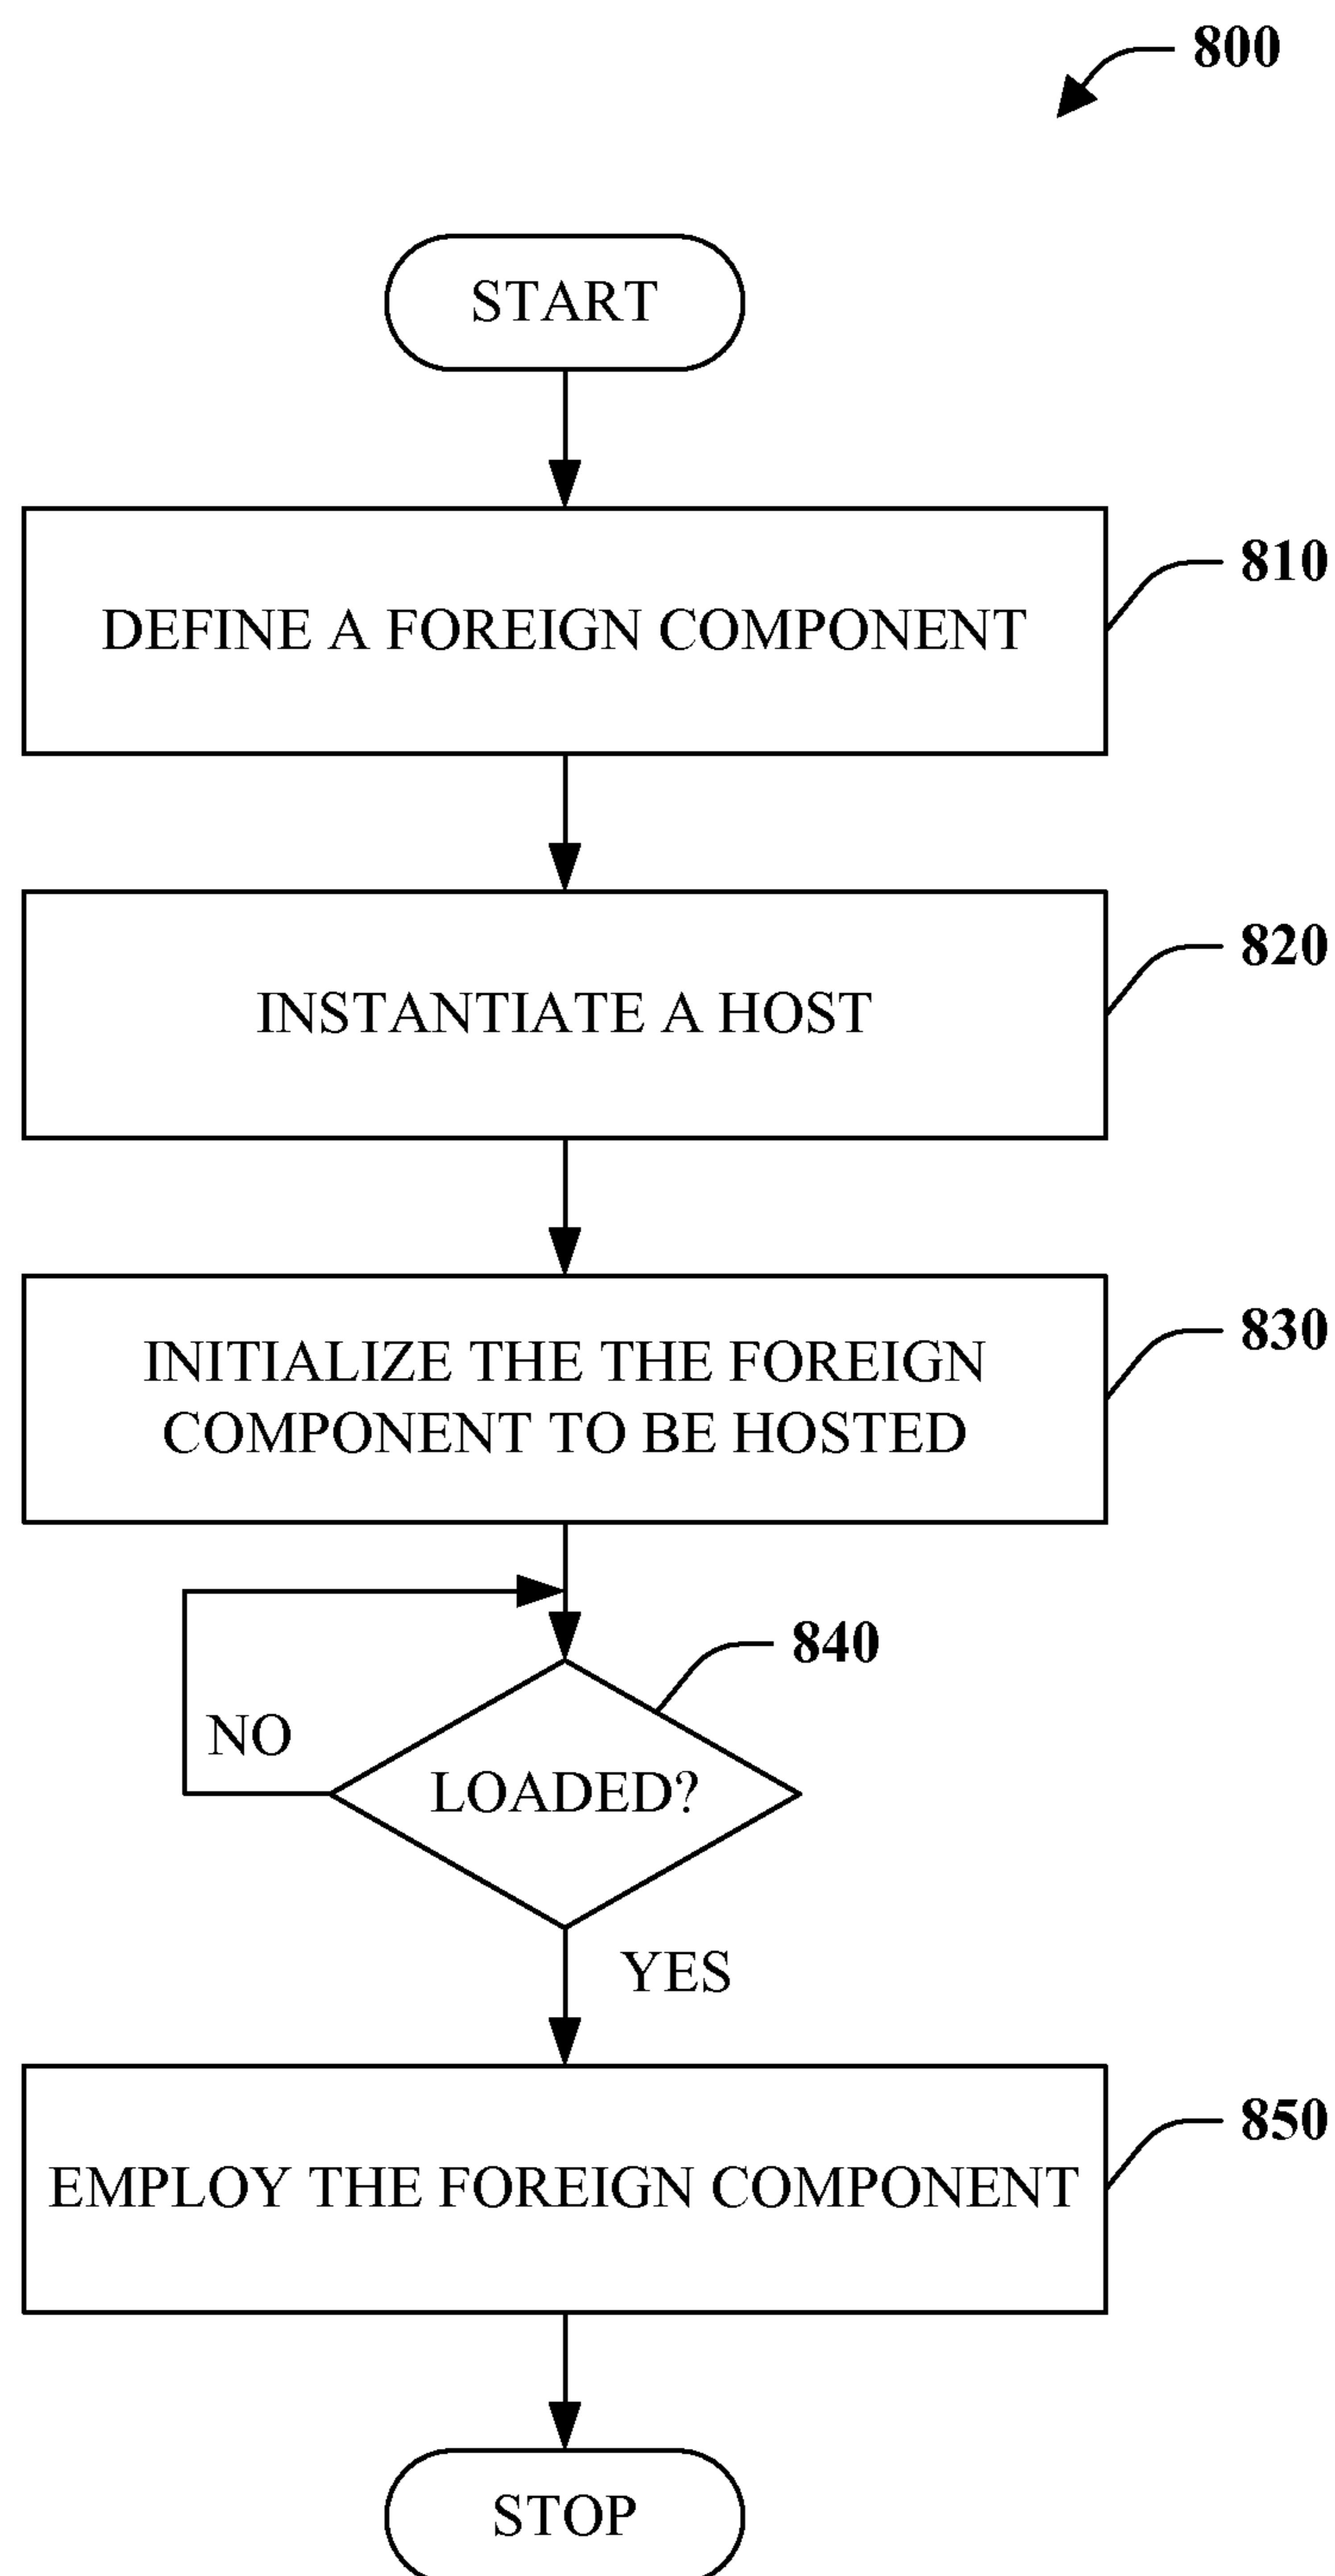 800
START
DEFINE A FOREIGN COMPONENT
810
INSTANTIATE A HOST
820
INITIALIZE THE THE FOREIGN
COMPONENT TO BE HOSTED
830
840
NO
LOADED?
YES
EMPLOY THE FOREIGN COMPONENT
850
STOP